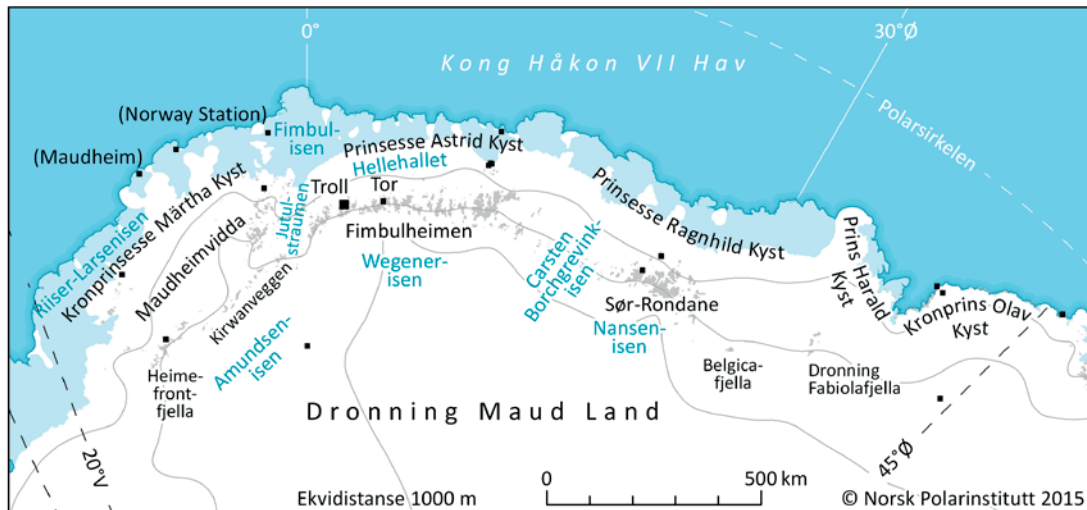 0°
30°Ø
Kong Håkon VII Hav
Polarsirkelen
(Norway Station)
Fimbul-
isen
(Maudheim)
Prinsesse Astrid Kyst
Hellehallet
Prinsesse Ragnhild Kyst
Kronprinsesse Märtha Kyst
Riiser-Larsenisen
Jutul-
straumen
Troll
Tor
Fimbulheimen
Maudheimvidda
Kirwanveggen
Wegener-
isen
Carsten
Borchgrevink-
isen
Prins Harald
Kyst
Kronprins Olav
Kyst
Sør-Rondane
Nansen-
isen
Amundsen-
isen
Heime-
front-
fjella
Belgica-
fjella
Dronning
Fabiolafjella
Dronning Maud Land
20°V
45°Ø
0
500 km
Ekvidistanse 1000 m
© Norsk Polarinstitutt 2015